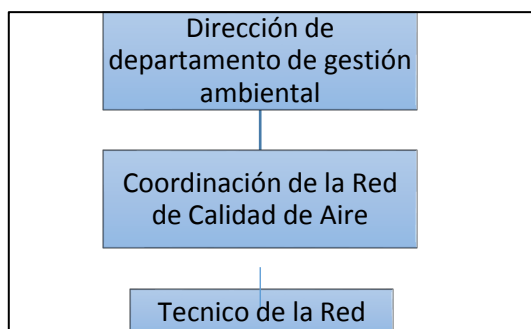 Dirección de
departamento de gestión
ambiental
Coordinación de la Red
de Calidad de Aire
Tecnico de la Red